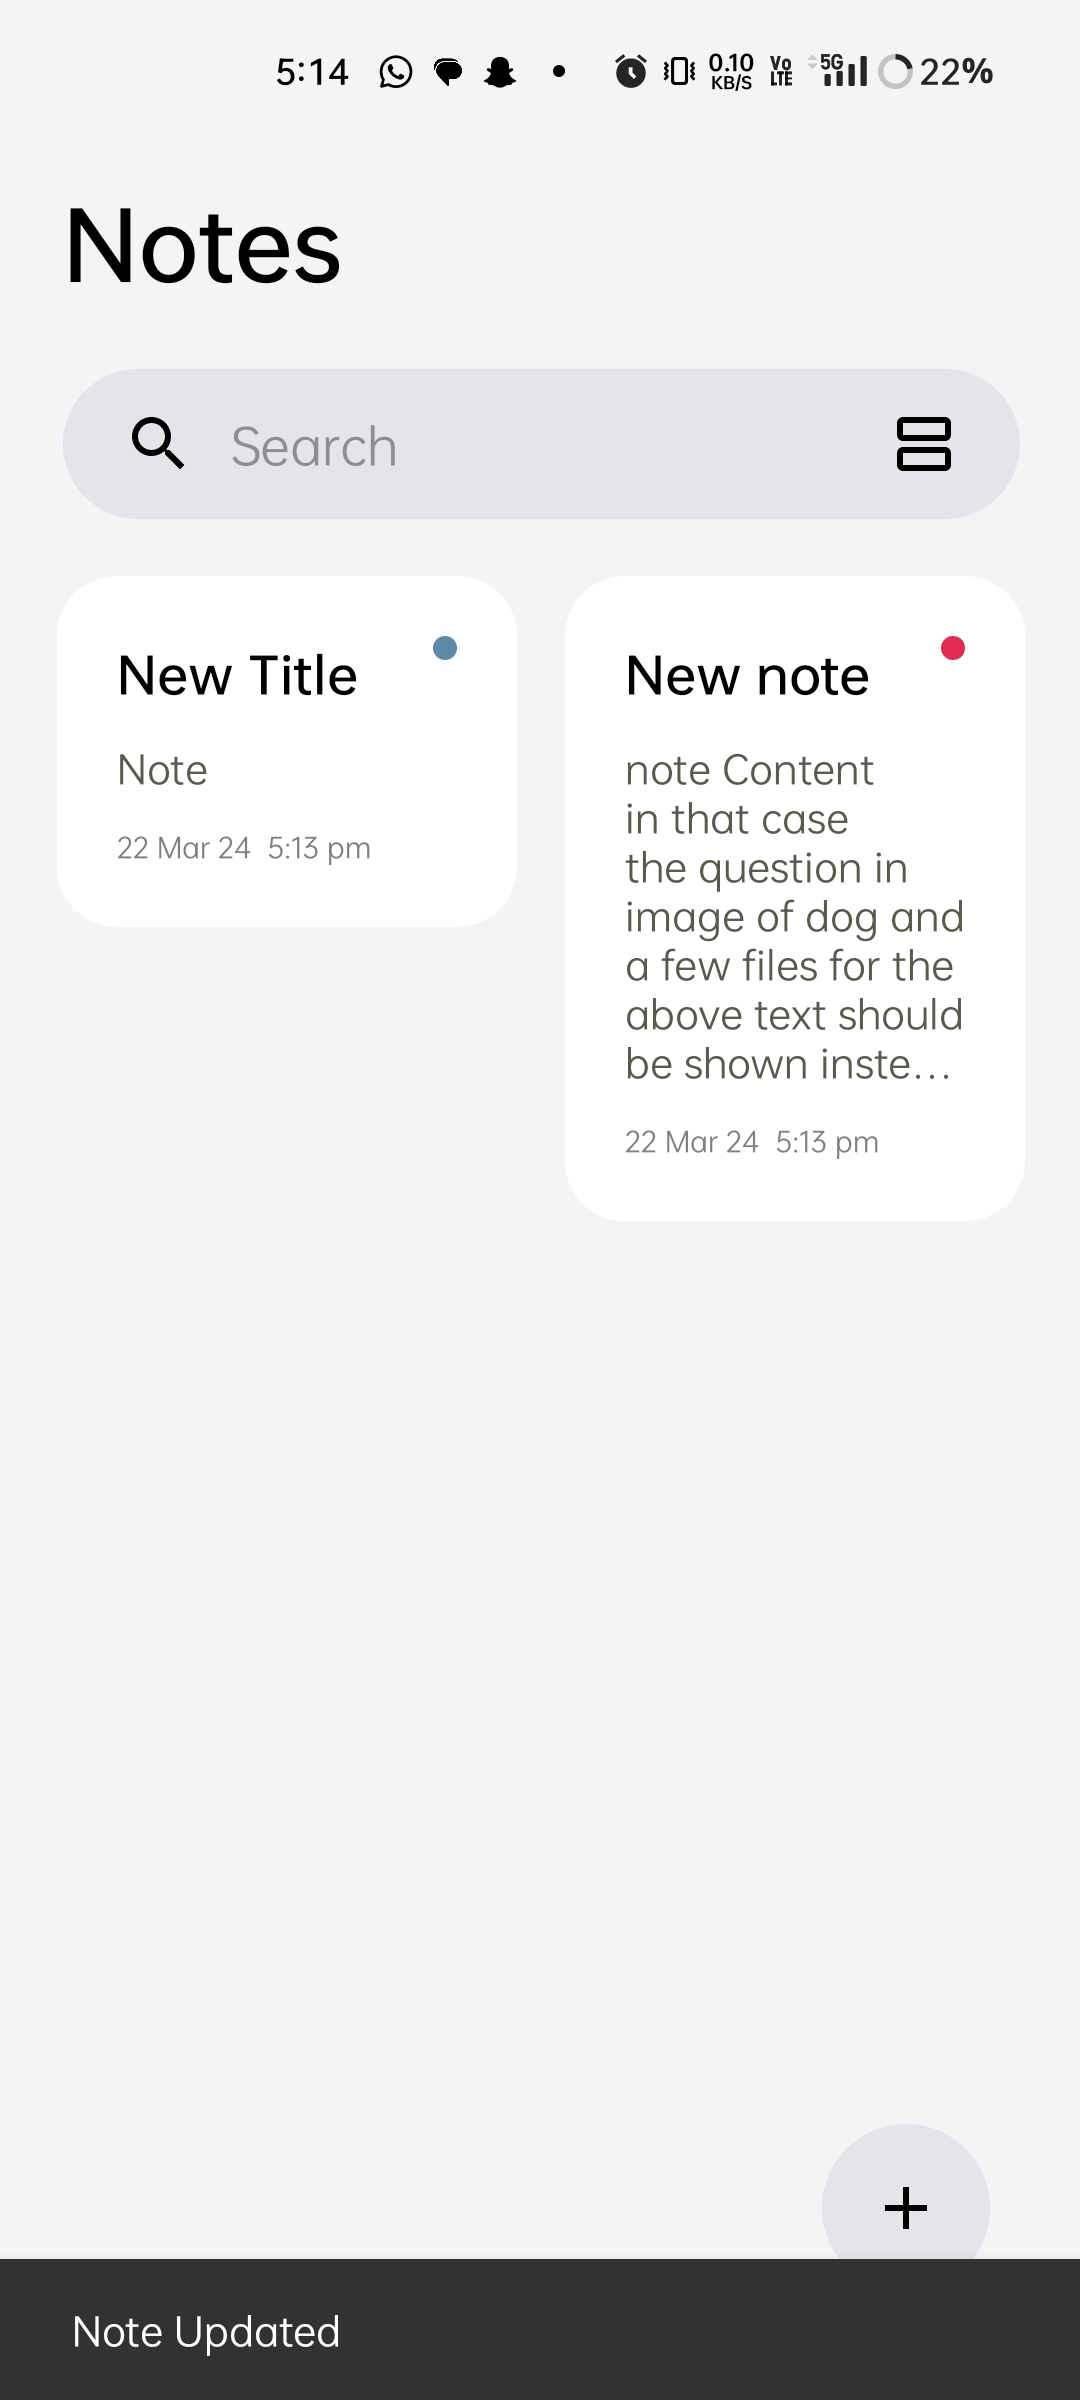 5:14 0.10 KB/S Vo LTE 5G 22%
Notes
Search
New Title
Note
22 Mar 24 5:13 pm
New note
note Content
in that case
the question in
image of dog and
a few files for the
above text should
be shown inste...
22 Mar 24 5:13 pm
Note Updated